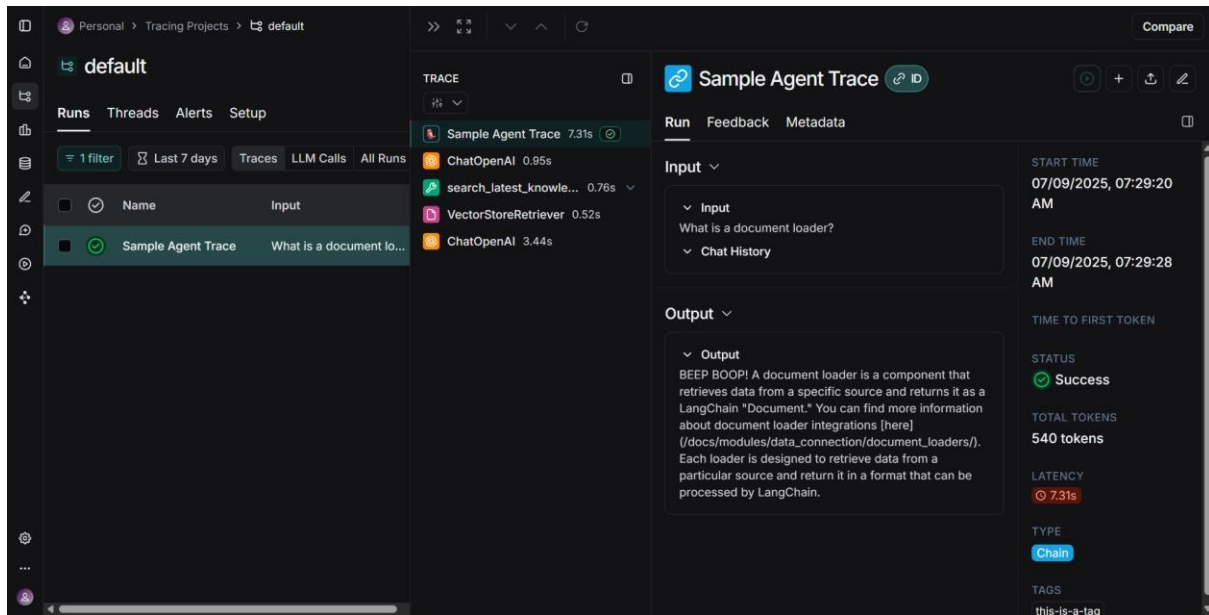 Personal > Tracing Projects > default
default
Runs Threads Alerts Setup
1 filter Last 7 days Traces LLM Calls All Runs
Name Input
Sample Agent Trace What is a document lo...
TRACE
Sample Agent Trace 7.31s
ChatOpenAI 0.95s
search_latest_knowle... 0.76s
VectorStoreRetriever 0.52s
ChatOpenAI 3.44s
Compare
Sample Agent Trace ID
Run Feedback Metadata
Input
Input
What is a document loader?
Chat History
Output
Output
BEEP BOOP! A document loader is a component that
retrieves data from a specific source and returns it as a
LangChain "Document." You can find more information
about document loader integrations [here]
(/docs/modules/data_connection/document_loaders/).
Each loader is designed to retrieve data from a
particular source and return it in a format that can be
processed by LangChain.
START TIME
07/09/2025, 07:29:20
AM
END TIME
07/09/2025, 07:29:28
AM
TIME TO FIRST TOKEN
STATUS
Success
TOTAL TOKENS
540 tokens
LATENCY
7.31s
TYPE
Chain
TAGS
this-is-a-tag